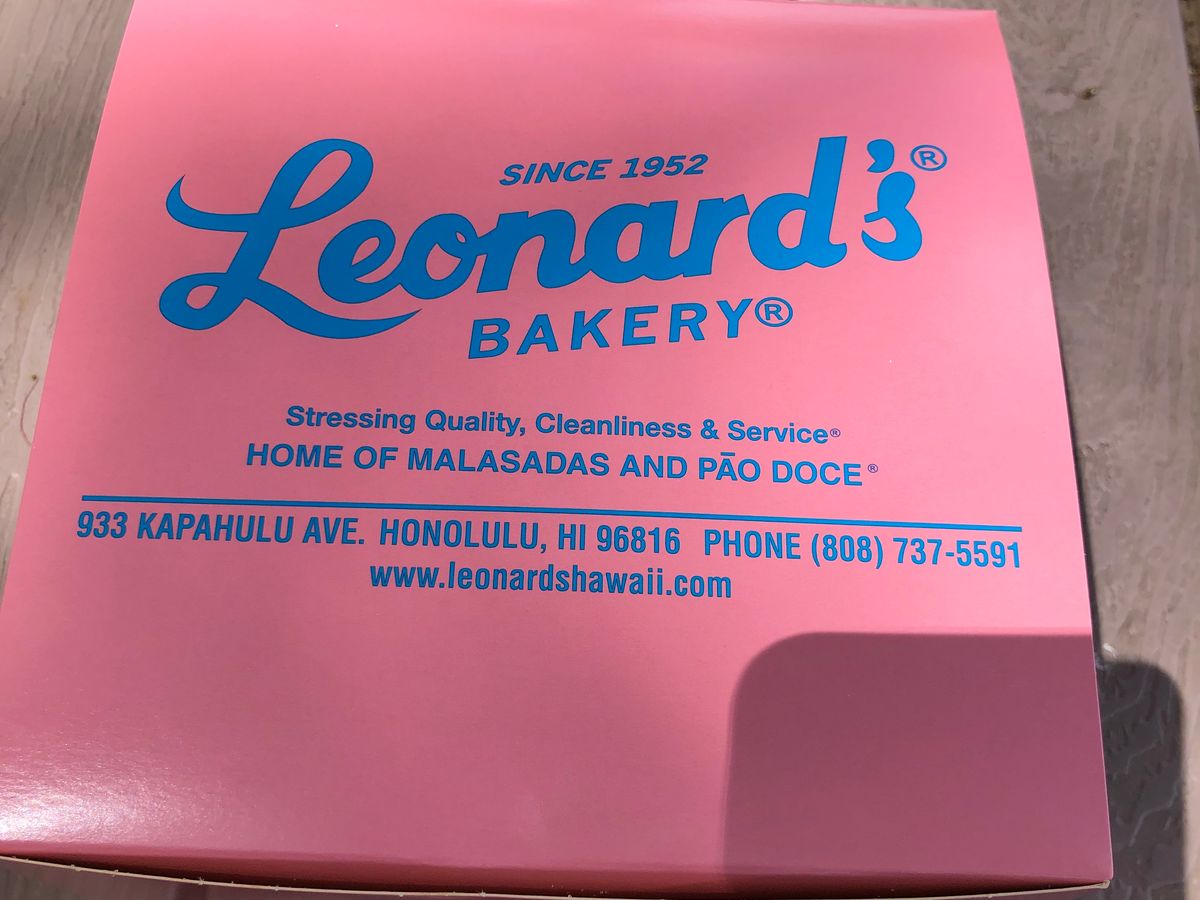 SINCE 1952
Leonard's®
BAKERY®
Stressing Quality, Cleanliness & Service®
HOME OF MALASADAS AND PĀO DOCE®
933 KAPAHULU AVE. HONOLULU, HI 96816 PHONE (808) 737-5591
www.leonardshawaii.com